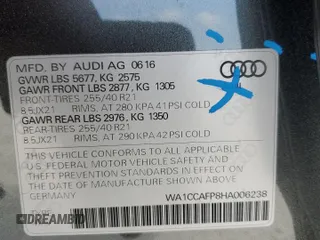 MFD. BY AUDI AG 06 16
GVWR LBS 5677, KG 2575
GAWR FRONT LBS 2877, KG 1305
FRONT-TIRES 255/40 R21
8.5JX21 RIMS, AT 280 KPA 41 PSI COLD
GAWR REAR LBS 2976, KG 1350
REAR-TIRES 255/40 R21
8.5JX21 RIMS, AT 290 KPA 42 PSI COLD
THIS VEHICLE CONFORMS TO ALL APPLICABLE
U.S. FEDERAL MOTOR VEHICLE SAFETY, BUMPER AND
THEFT PREVENTION STANDARDS IN EFFECT ON THE
DATE OF MANUFACTURE SHOWN ABOVE.
WA1CCAFP8HA006238
GERMANY
DREAMBID